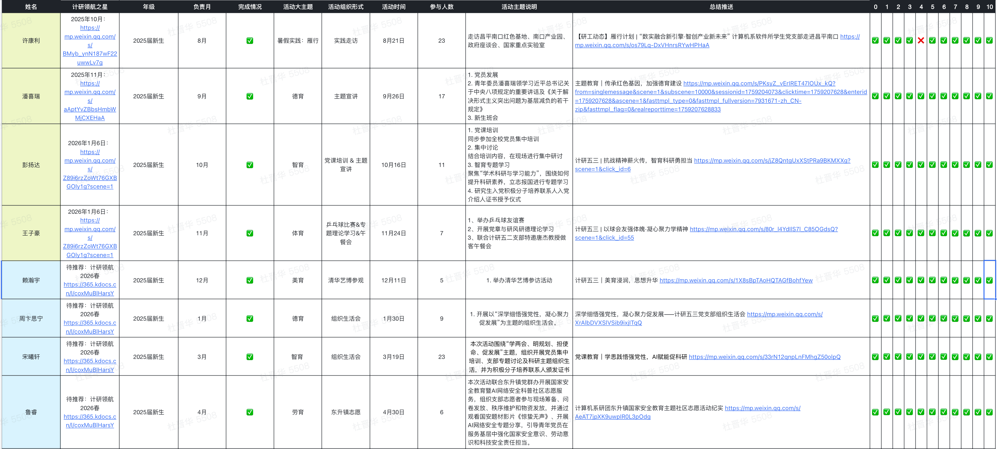 姓名 计研领航之星 年级 负责月 完成情况 活动大主题 活动组织形式 活动时间 参与人数 活动主题说明 总结推送 0 1 2 3 4 5 6 7 8 9 10
许康利
2025年10月：
https://
mp.weixin.qq.com/
s/
BMyb_ynN187wF22
uwwLv7g
2025届新生
8月
✅
暑假实践：雁行
实践走访
8月21日
23
走访昌平南口红色基地、南口产业园、
政府座谈会、国家重点实验室
【研工动态】雁行计划 | “数实融合新引擎·智创产业新未来” 计算机系软件所学生党支部走进昌平南口 https://
mp.weixin.qq.com/s/os79Lq-DxVHnrsRYwHPHaA
✅ ✅ ✅ ✅ ❌ ✅ ✅ ✅ ✅ ✅ ✅
潘喜瑞
2025年11月：
https://
mp.weixin.qq.com/
s/
aAptYvZBbsHmbW
MjCXEHaA
2025届新生
9月
✅
德育
主题宣讲
9月26日
17
1. 党员发展
2. 青年委员潘喜瑞领学习近平总书记关
于中央八项规定的重要讲话及《关于解
决形式主义突出问题为基层减负的若干
规定》
3. 新生班会
主题教育｜传承红色基因，加强德育建设 https://mp.weixin.qq.com/s/PKsyZ_vErIRET47IOUx_kQ?
from=singlemessage&scene=1&subscene=10000&sessionid=1759204073&clicktime=1759207628&enterid
=1759207628&ascene=1&fasttmpl_type=0&fasttmpl_fullversion=7931671-zh_CN-
zip&fasttmpl_flag=0&realreporttime=1759207628833
✅ ✅ ✅ ✅ ✅ ✅ ✅ ✅ ✅ ✅ ✅
彭扬达
2026年1月6日：
https://
mp.weixin.qq.com/
s/
Z89i6rzZoWt76GXB
GOly1g?scene=1
2025届新生
10月
✅
智育
党课培训 & 主题
宣讲
10月16日
11
1. 党课培训
同步参加全校党员集中培训
2. 集中讨论
结合培训内容，在现场进行集中研讨
3. 智育专题学习
聚焦“学术科研与学习能力”，围绕如何
提升科研素养，立志报国进行专题学习
4. 研究生入党积极分子培养联系人入党
介绍人证书授予仪式
计研五三 | 抗战精神薪火传，智育科研勇担当 https://mp.weixin.qq.com/s/jZ8QntgUxXStPRa9BKMXXg?
scene=1&click_id=6
✅ ✅ ✅ ✅ ✅ ✅ ✅ ✅ ✅ ✅ ✅
王子豪
2026年1月6日：
https://
mp.weixin.qq.com/
s/
Z89i6rzZoWt76GXB
GOly1g?scene=1
2025届新生
11月
✅
体育
乒乓球比赛&专
题理论学习&午
餐会
11月24日
7
1、举办乒乓球友谊赛
2、开展党章与研风研德理论学习
3、联合计研五二支部特邀唐杰教授做
客午餐会
计研五三 | 以球会友强体魄·凝心聚力学精神 https://mp.weixin.qq.com/s/80r_I4YdIlS7l_C85OGdsQ?
scene=1&click_id=55
✅ ✅ ✅ ✅ ✅ ✅ ✅ ✅ ✅ ✅ ✅
赖瀚宇
待推荐：计研领航
2026春
https://365.kdocs.c
n/l/coxMuBlHarsY
2025届新生
12月
✅
美育
清华艺博参观
12月11日
5
1. 举办清华艺博参访活动
计研五三｜美育浸润，思想升华 https://mp.weixin.qq.com/s/1X8sBpTAoHQTAGfBohfYew
✅ ✅ ✅ ✅ ✅ ✅ ✅ ✅ ✅ ✅ ✅
周卞思宁
待推荐：计研领航
2026春
https://365.kdocs.c
n/l/coxMuBlHarsY
2025届新生
1月
✅
德育
组织生活会
1月30日
9
1. 开展以“深学细悟强党性，凝心聚力
促发展”为主题的组织生活会。
深学细悟强党性，凝心聚力促发展——计研五三党支部组织生活会 https://mp.weixin.qq.com/s/
XrAlbDVXSlVSib9ixjITqQ
✅ ✅ ✅ ✅ ✅ ✅ ✅ ✅ ✅ ✅ ✅
宋曦轩
待推荐：计研领航
2026春
https://365.kdocs.c
n/l/coxMuBlHarsY
2025届新生
3月
✅
智育
组织生活会
3月19日
23
本次活动围绕“学两会、明规划、担使
命、促发展”主题，组织开展党员集中
培训、支部专题讨论及科研主题组织生
活，并为积极分子培养联系人颁发证书
党课教育｜学思践悟强党性，AI赋能促科研 https://mp.weixin.qq.com/s/33rN12qnpLnFMhgZ50olpQ
✅ ✅ ✅ ✅ ✅ ✅ ✅ ✅ ✅ ✅ ✅
鲁睿
待推荐：计研领航
2026春
https://365.kdocs.c
n/l/coxMuBlHarsY
2025届新生
4月
✅
劳育
东升镇志愿
4月30日
6
本次活动联合东升镇党群办开展国家安
全教育暨AI网络安全科普社区志愿服
务，组织支部志愿者参与现场筹备、问
卷发放、秩序维护和物资发放，并通过
观看国安题材影片《惊蛰无声》、开展
AI网络安全专题分享，引导青年党员在
服务基层中强化国家安全意识、劳动意
识和科技安全责任担当。
计算机系研团东升镇国家安全教育主题社区志愿活动纪实 https://mp.weixin.qq.com/s/
AeAT7jpXK9uwpIR0L3pOdg
✅ ✅ ✅ ✅ ✅ ✅ ✅ ✅ ✅ ✅ ✅
杜晋华 5508